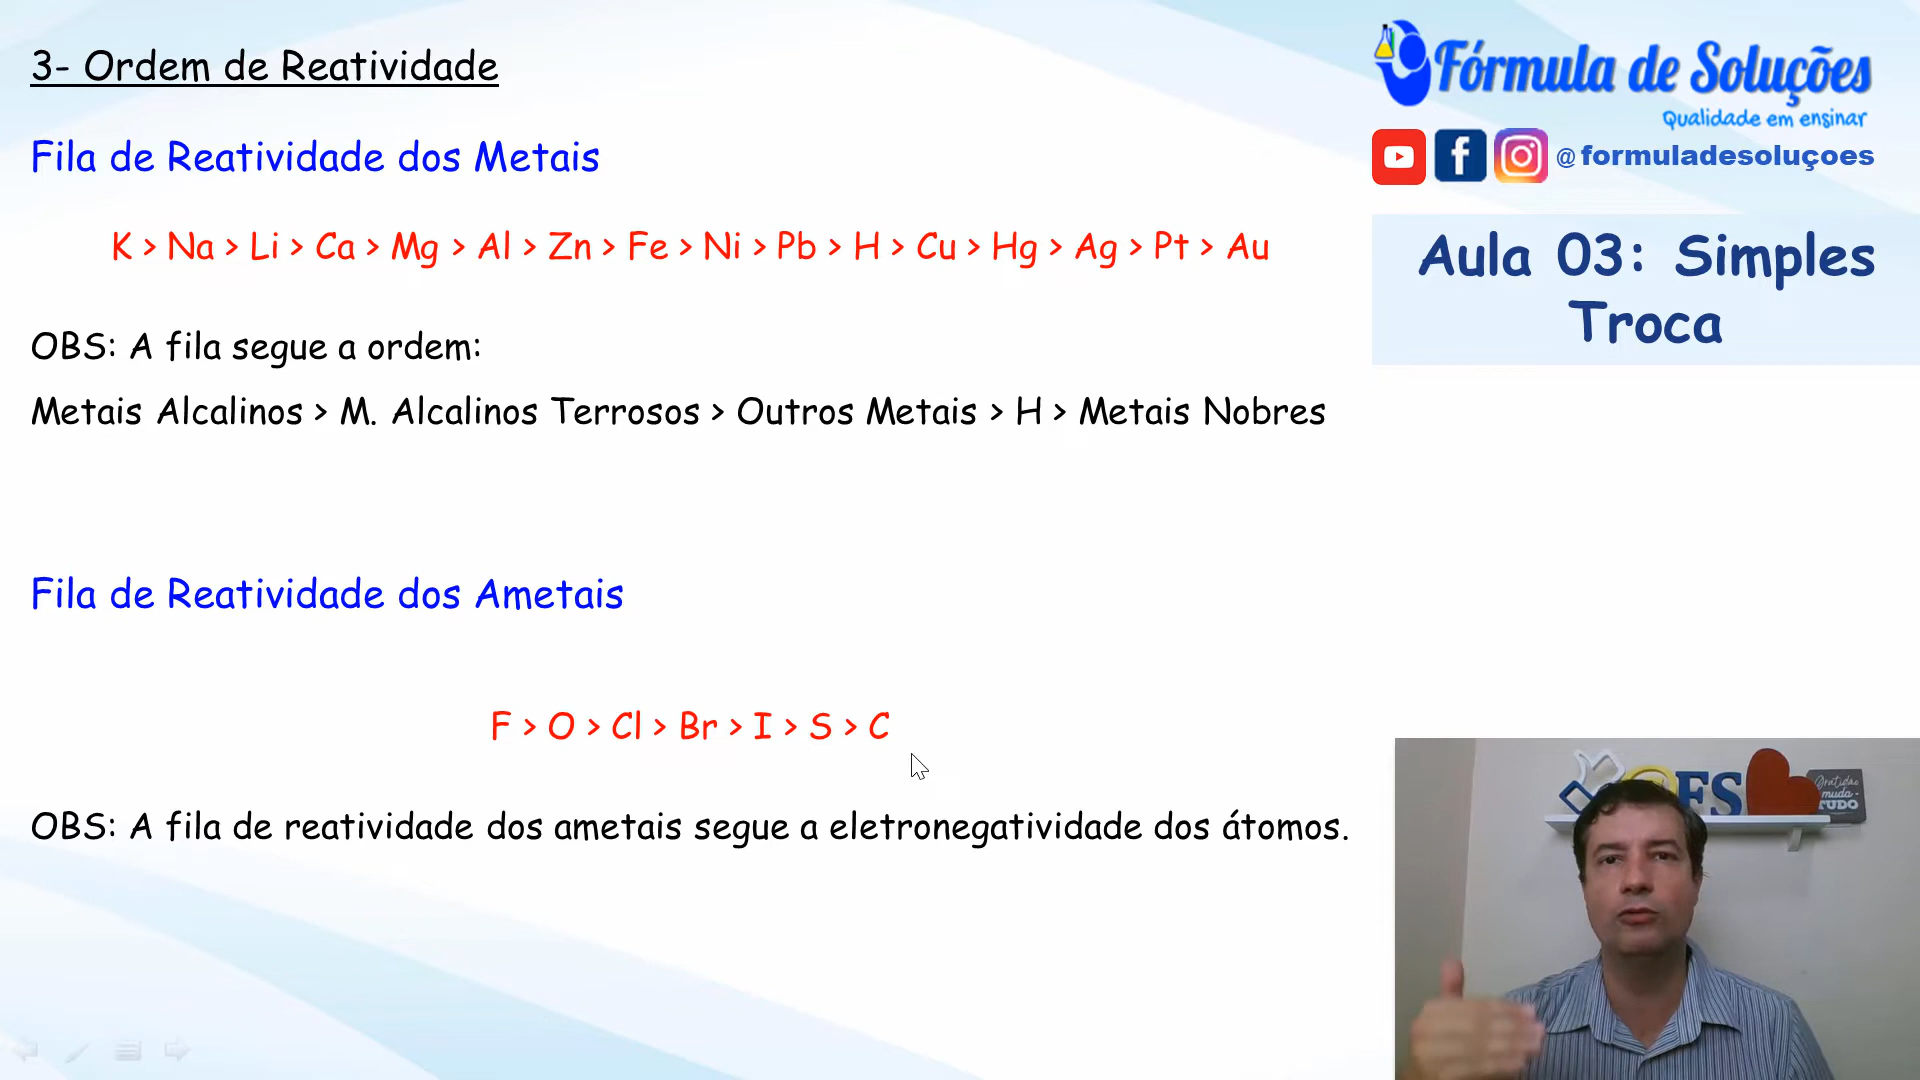 3- Ordem de Reatividade
Fila de Reatividade dos Metais
K > Na > Li > Ca > Mg > Al > Zn > Fe > Ni > Pb > H > Cu > Hg > Ag > Pt > Au
OBS: A fila segue a ordem:
Metais Alcalinos > M. Alcalinos Terrosos > Outros Metais > H > Metais Nobres
Fila de Reatividade dos Ametais
F > O > Cl > Br > I > S > C
OBS: A fila de reatividade dos ametais segue a eletronegatividade dos átomos.
Fórmula de Soluções
Qualidade em ensinar
@formuladesoluçoes
Aula 03: Simples
Troca
Gratidão
muda
TUDO